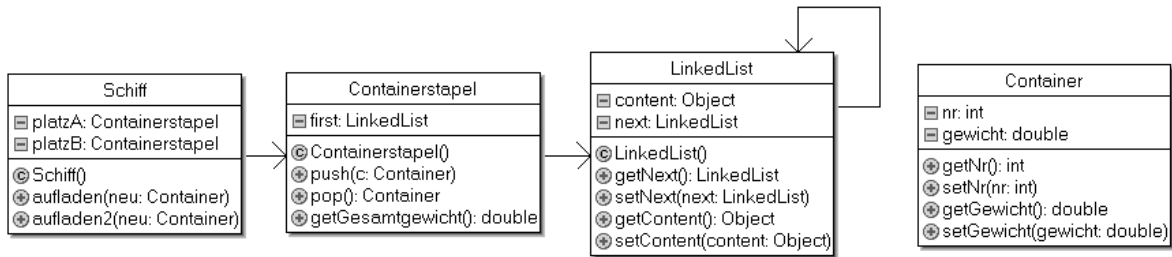 Schiff
platzA: Containerstapel
platzB: Containerstapel
Schiff()
aufladen(neu: Container)
aufladen2(neu: Container)
Containerstapel
first: LinkedList
Containerstapel()
push(c: Container)
pop(): Container
getGesamtgewicht(): double
LinkedList
content: Object
next: LinkedList
LinkedList()
getNext(): LinkedList
setNext(next: LinkedList)
getContent(): Object
setContent(content: Object)
Container
nr: int
gewicht: double
getNr(): int
setNr(nr: int)
getGewicht(): double
setGewicht(gewicht: double)